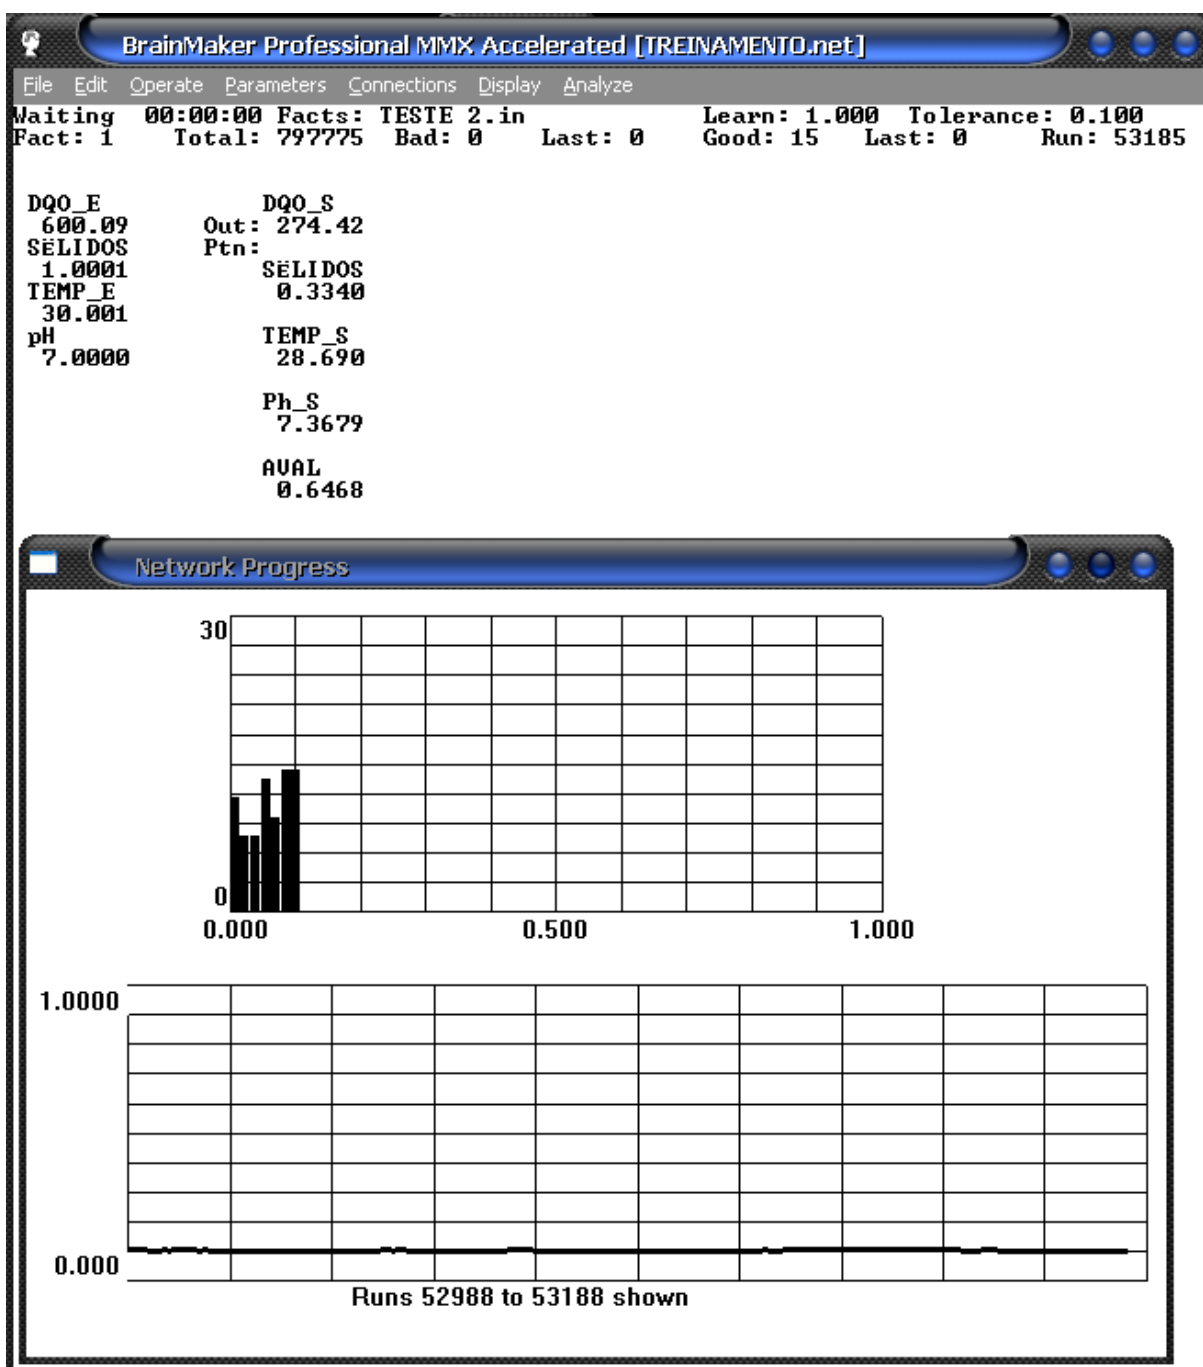 BrainMaker Professional MMX Accelerated [TREINAMENTO.net]
File Edit Operate Parameters Connections Display Analyze
Waiting 00:00:00 Facts: TESTE 2.in Learn: 1.000 Tolerance: 0.100
Fact: 1 Total: 797775 Bad: 0 Last: 0 Good: 15 Last: 0 Run: 53185
DQO_E DQO_S
600.09 Out: 274.42
SËLIDOS Ptn:
1.0001 SËLIDOS
TEMP_E 0.3340
30.001
pH TEMP_S
7.0000 28.690
Ph_S
7.3679
AVAL
0.6468
Network Progress
30
0
0.000 0.500 1.000
1.0000
0.000
Runs 52988 to 53188 shown